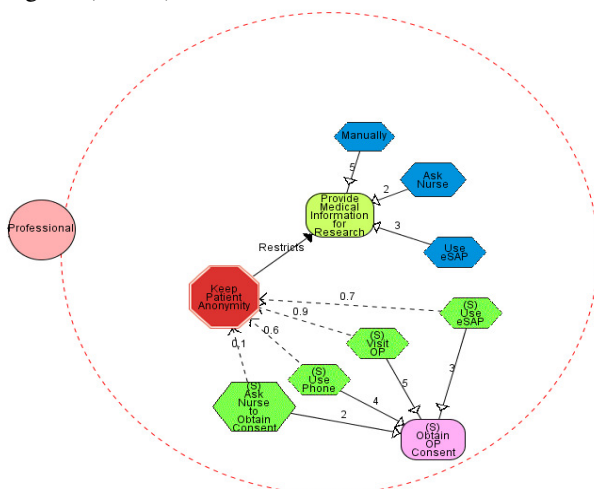 Manually
5
Ask
Nurse
2
Provide
Medical
Information
for
Research
3
Use
eSAP
Professional
Restricts
Keep
Patient
Anonymity
0.7
0.9
0.6
0.1
(S)
Use
eSAP
(S)
Visit
OP
(S)
Use
Phone
(S)
Ask
Nurse
to
Obtain
Consent
3
5
4
2
(S)
Obtain
OP
Consent